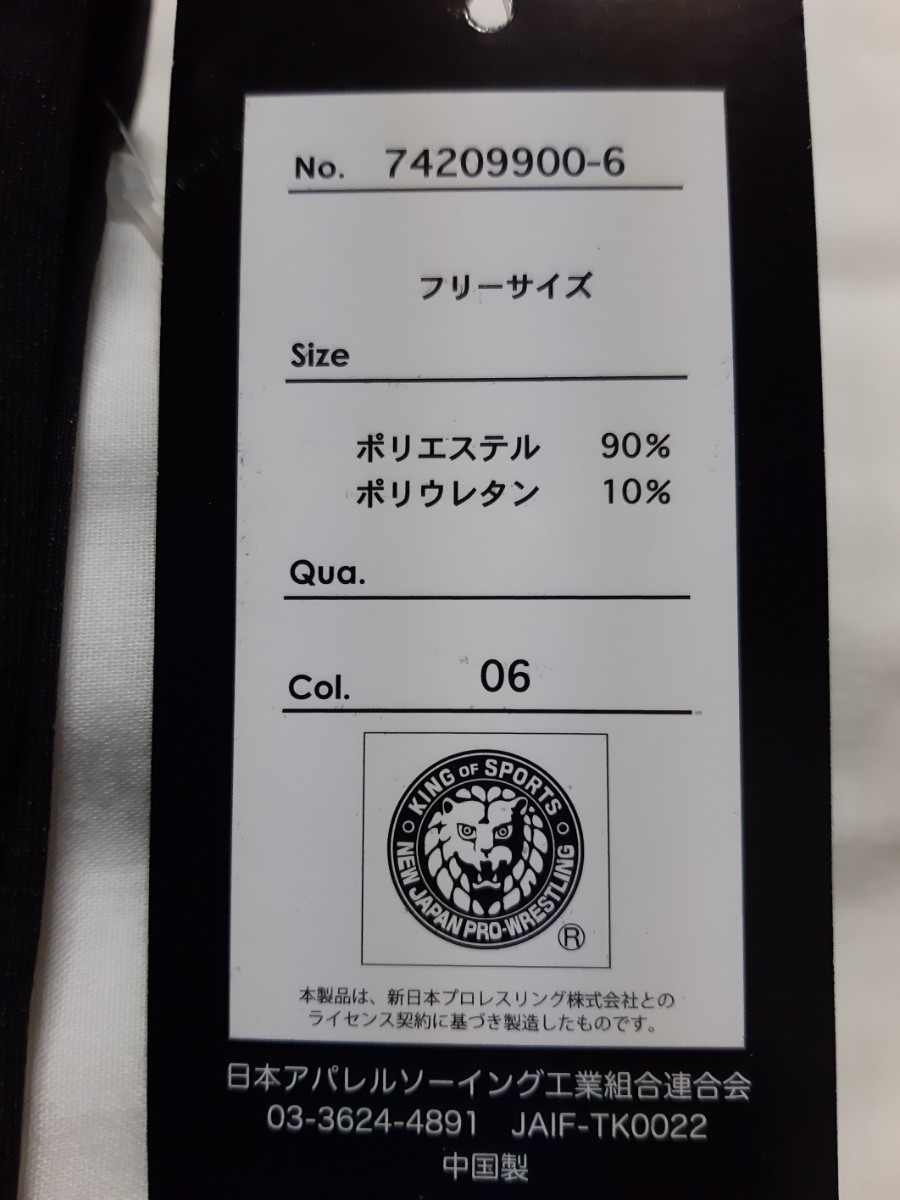 No. 74209900-6
フリーサイズ
Size
ポリエステル 90%
ポリウレタン 10%
Qua.
Col. 06
KING OF SPORTS
NEW JAPAN PRO-WRESTLING
®
本製品は、新日本プロレスリング株式会社との
ライセンス契約に基づき製造したものです。
日本アパレルソーイング工業組合連合会
03-3624-4891 JAIF-TK0022
中国製